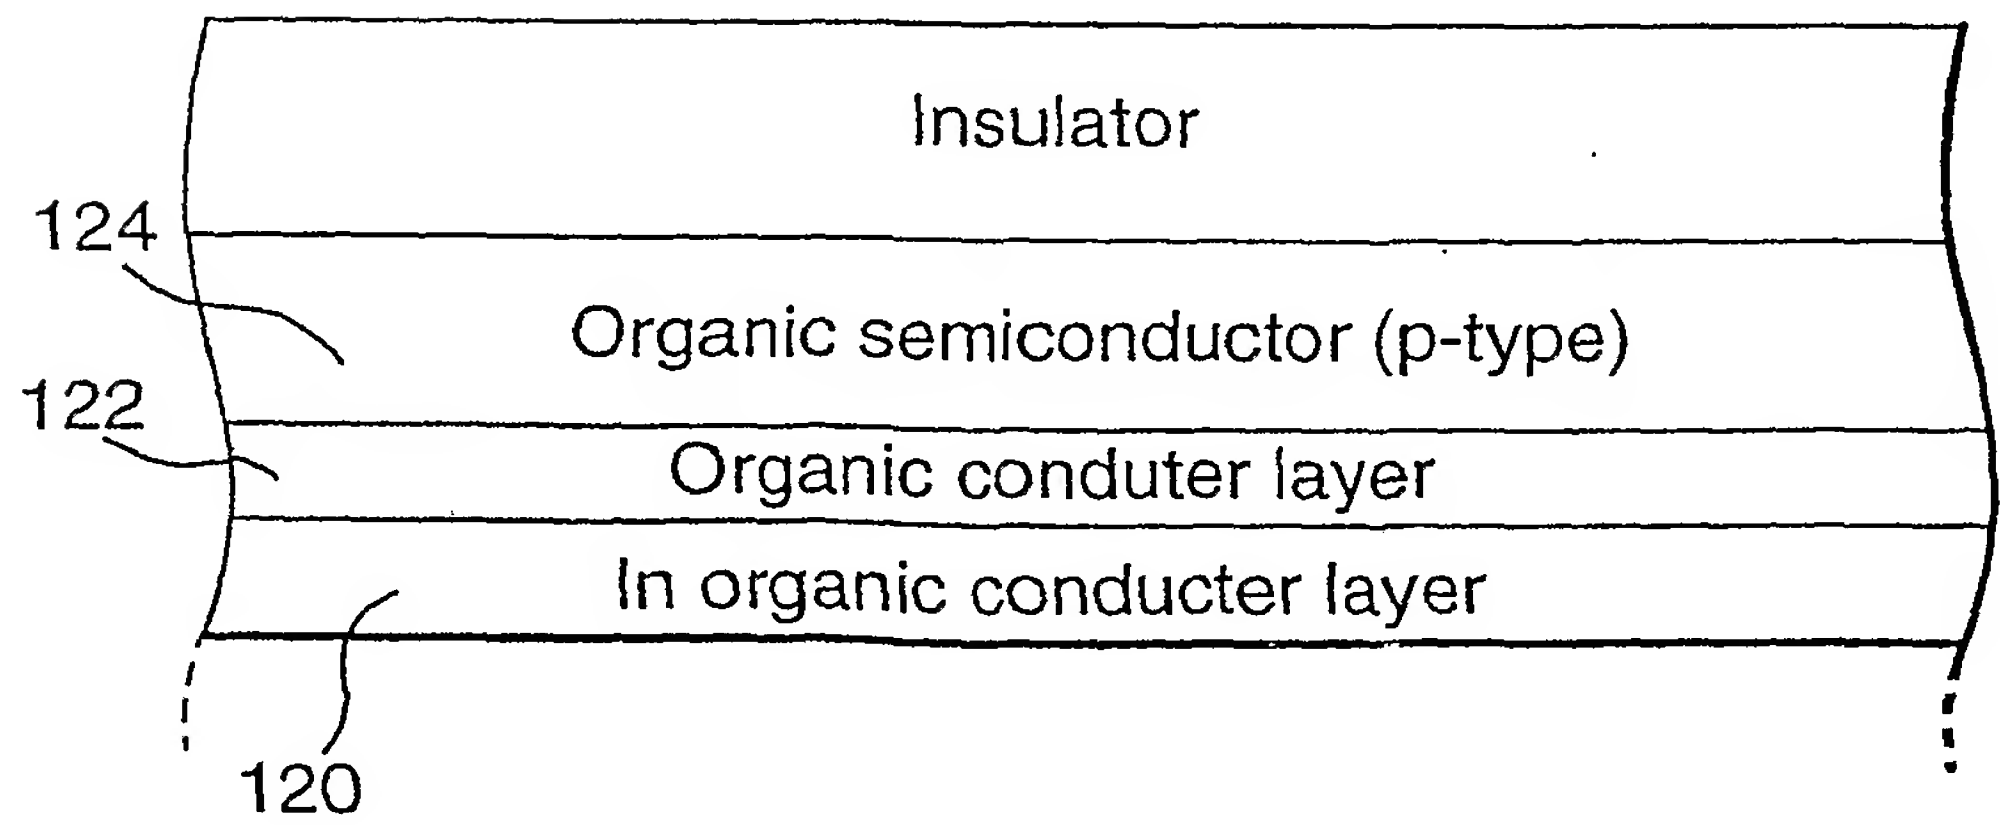 Insulator
124
Organic semiconductor (p-type)
122
Organic conduter layer
In organic conducter layer
120